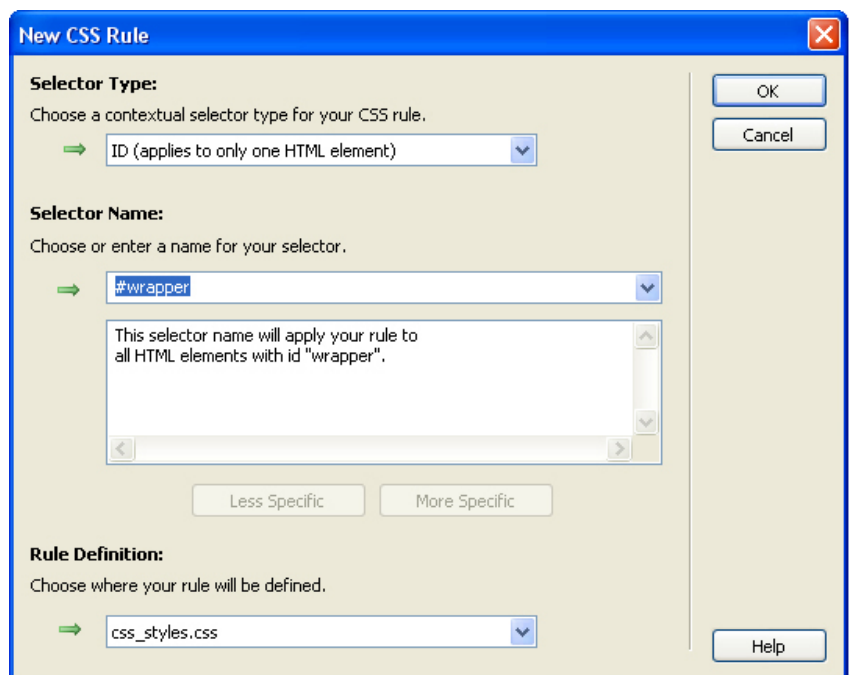 New CSS Rule
Selector Type:
Choose a contextual selector type for your CSS rule.
ID (applies to only one HTML element)
OK
Cancel
Selector Name:
Choose or enter a name for your selector.
#wrapper
This selector name will apply your rule to
all HTML elements with id "wrapper".
Less Specific
More Specific
Rule Definition:
Choose where your rule will be defined.
css_styles.css
Help